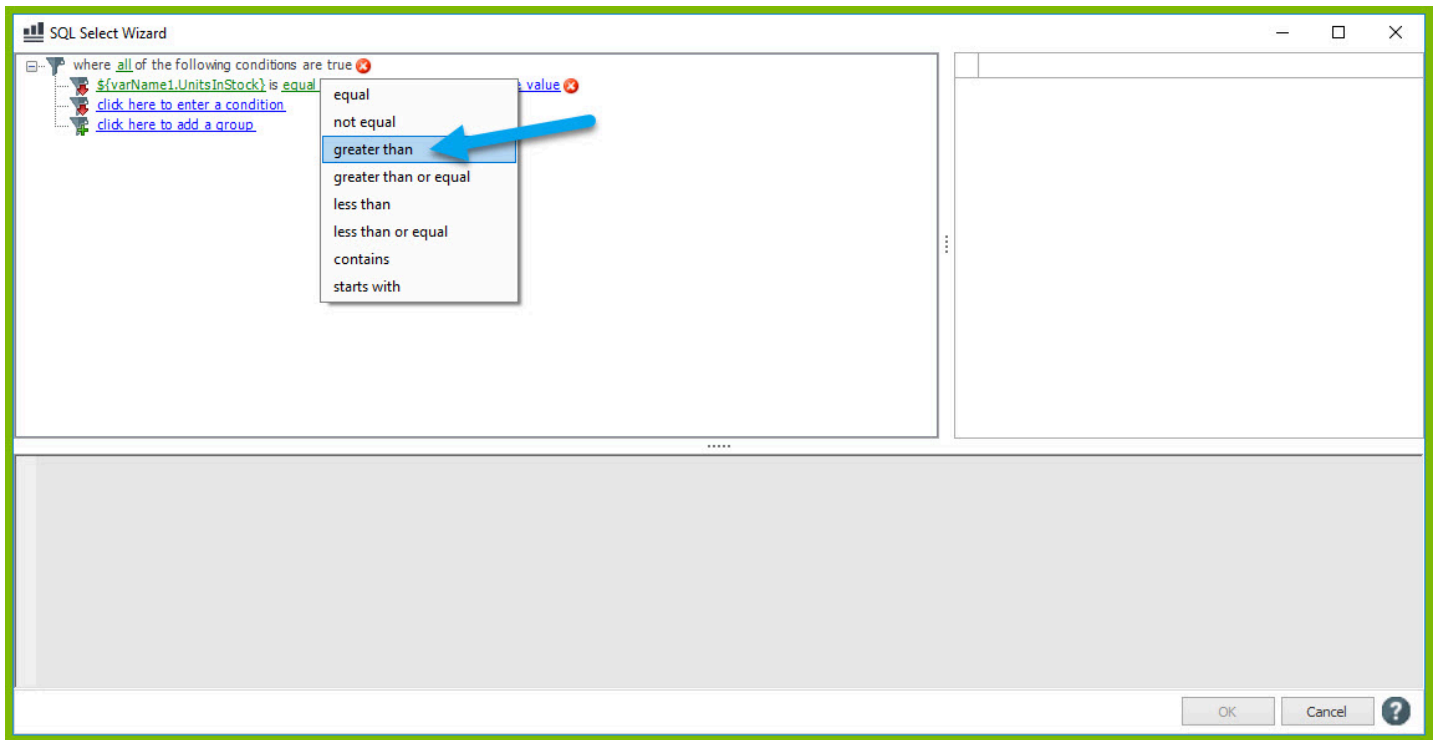 SQL Select Wizard
where all of the following conditions are true
${varName1.UnitsInStock} is equal value
click here to enter a condition
click here to add a group
equal
not equal
greater than
greater than or equal
less than
less than or equal
contains
starts with
OK
Cancel
?